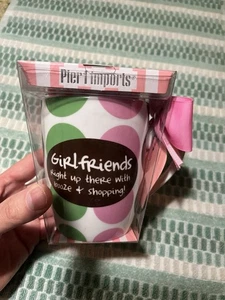 Pier 1 imports®
Girlfriends
right up there with
booze & shopping!